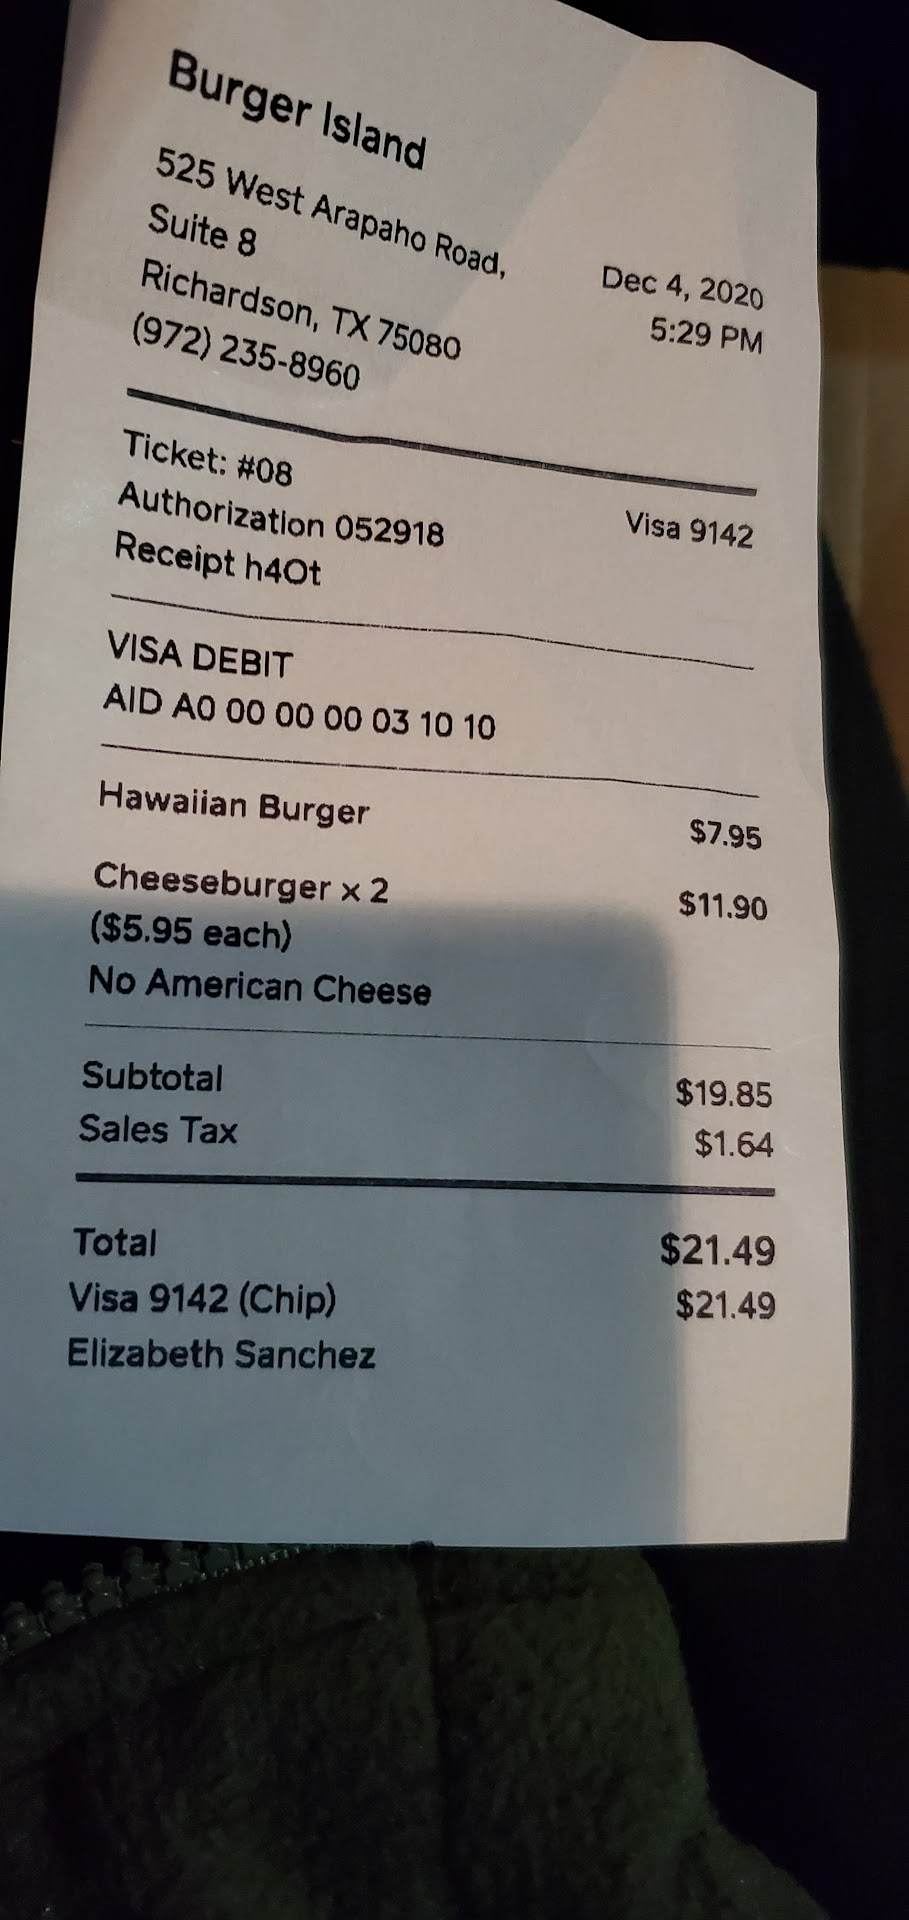 Burger Island
525 West Arapaho Road,
Suite 8
Richardson, TX 75080
(972) 235-8960
Dec 4, 2020
5:29 PM
Ticket: #08
Visa 9142
Authorization 052918
Receipt h4Ot
VISA DEBIT
AID A0 00 00 00 03 10 10
Hawaiian Burger $7.95
Cheeseburger x 2 $11.90
($5.95 each)
No American Cheese
Subtotal $19.85
Sales Tax $1.64
Total $21.49
Visa 9142 (Chip) $21.49
Elizabeth Sanchez